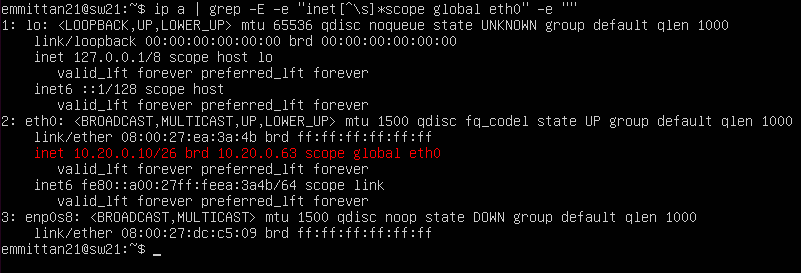 emmittan21@sw21:~$ ip a | grep -E -e "inet[^\s]*scope global eth0" -e ""
1: lo: <LOOPBACK,UP,LOWER_UP> mtu 65536 qdisc noqueue state UNKNOWN group default qlen 1000
    link/loopback 00:00:00:00:00:00 brd 00:00:00:00:00:00
    inet 127.0.0.1/8 scope host lo
       valid_lft forever preferred_lft forever
    inet6 ::1/128 scope host
       valid_lft forever preferred_lft forever
2: eth0: <BROADCAST,MULTICAST,UP,LOWER_UP> mtu 1500 qdisc fq_codel state UP group default qlen 1000
    link/ether 08:00:27:ea:3a:4b brd ff:ff:ff:ff:ff:ff
    inet 10.20.0.10/26 brd 10.20.0.63 scope global eth0
       valid_lft forever preferred_lft forever
    inet6 fe80::a00:27ff:feea:3a4b/64 scope link
       valid_lft forever preferred_lft forever
3: enp0s8: <BROADCAST,MULTICAST> mtu 1500 qdisc noop state DOWN group default qlen 1000
    link/ether 08:00:27:dc:c5:09 brd ff:ff:ff:ff:ff:ff
emmittan21@sw21:~$ _